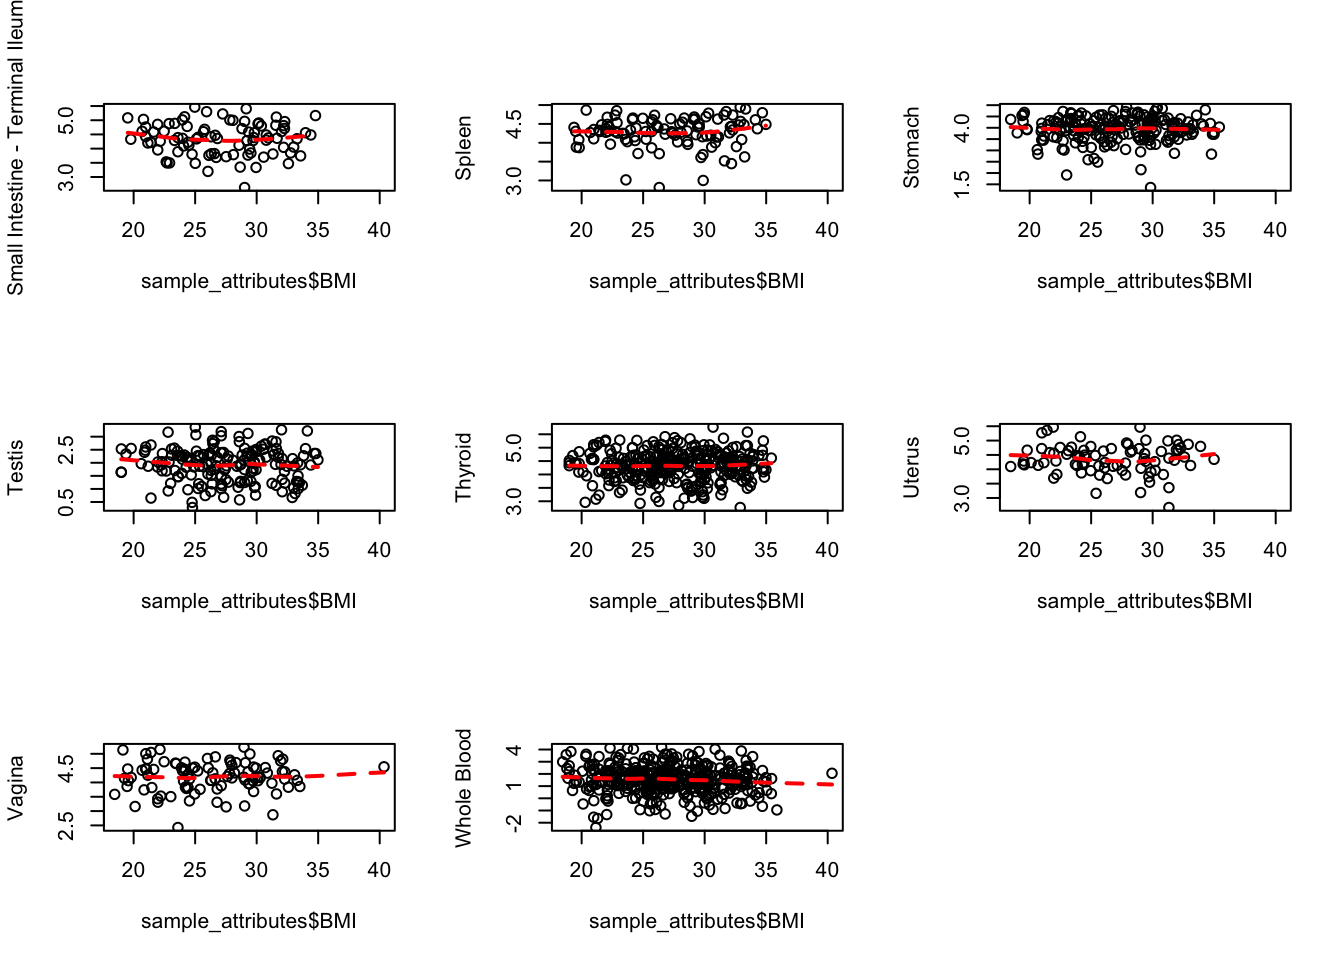 Small Intestine - Terminal Ileum
3.0 5.0
20 25 30 35 40
sample_attributes$BMI
Spleen
3.0 4.5
20 25 30 35 40
sample_attributes$BMI
Stomach
1.5 4.0
20 25 30 35 40
sample_attributes$BMI
Testis
0.5 2.5
20 25 30 35 40
sample_attributes$BMI
Thyroid
3.0 5.0
20 25 30 35 40
sample_attributes$BMI
Uterus
3.0 5.0
20 25 30 35 40
sample_attributes$BMI
Vagina
2.5 4.5
20 25 30 35 40
sample_attributes$BMI
Whole Blood
-2 1 4
20 25 30 35 40
sample_attributes$BMI